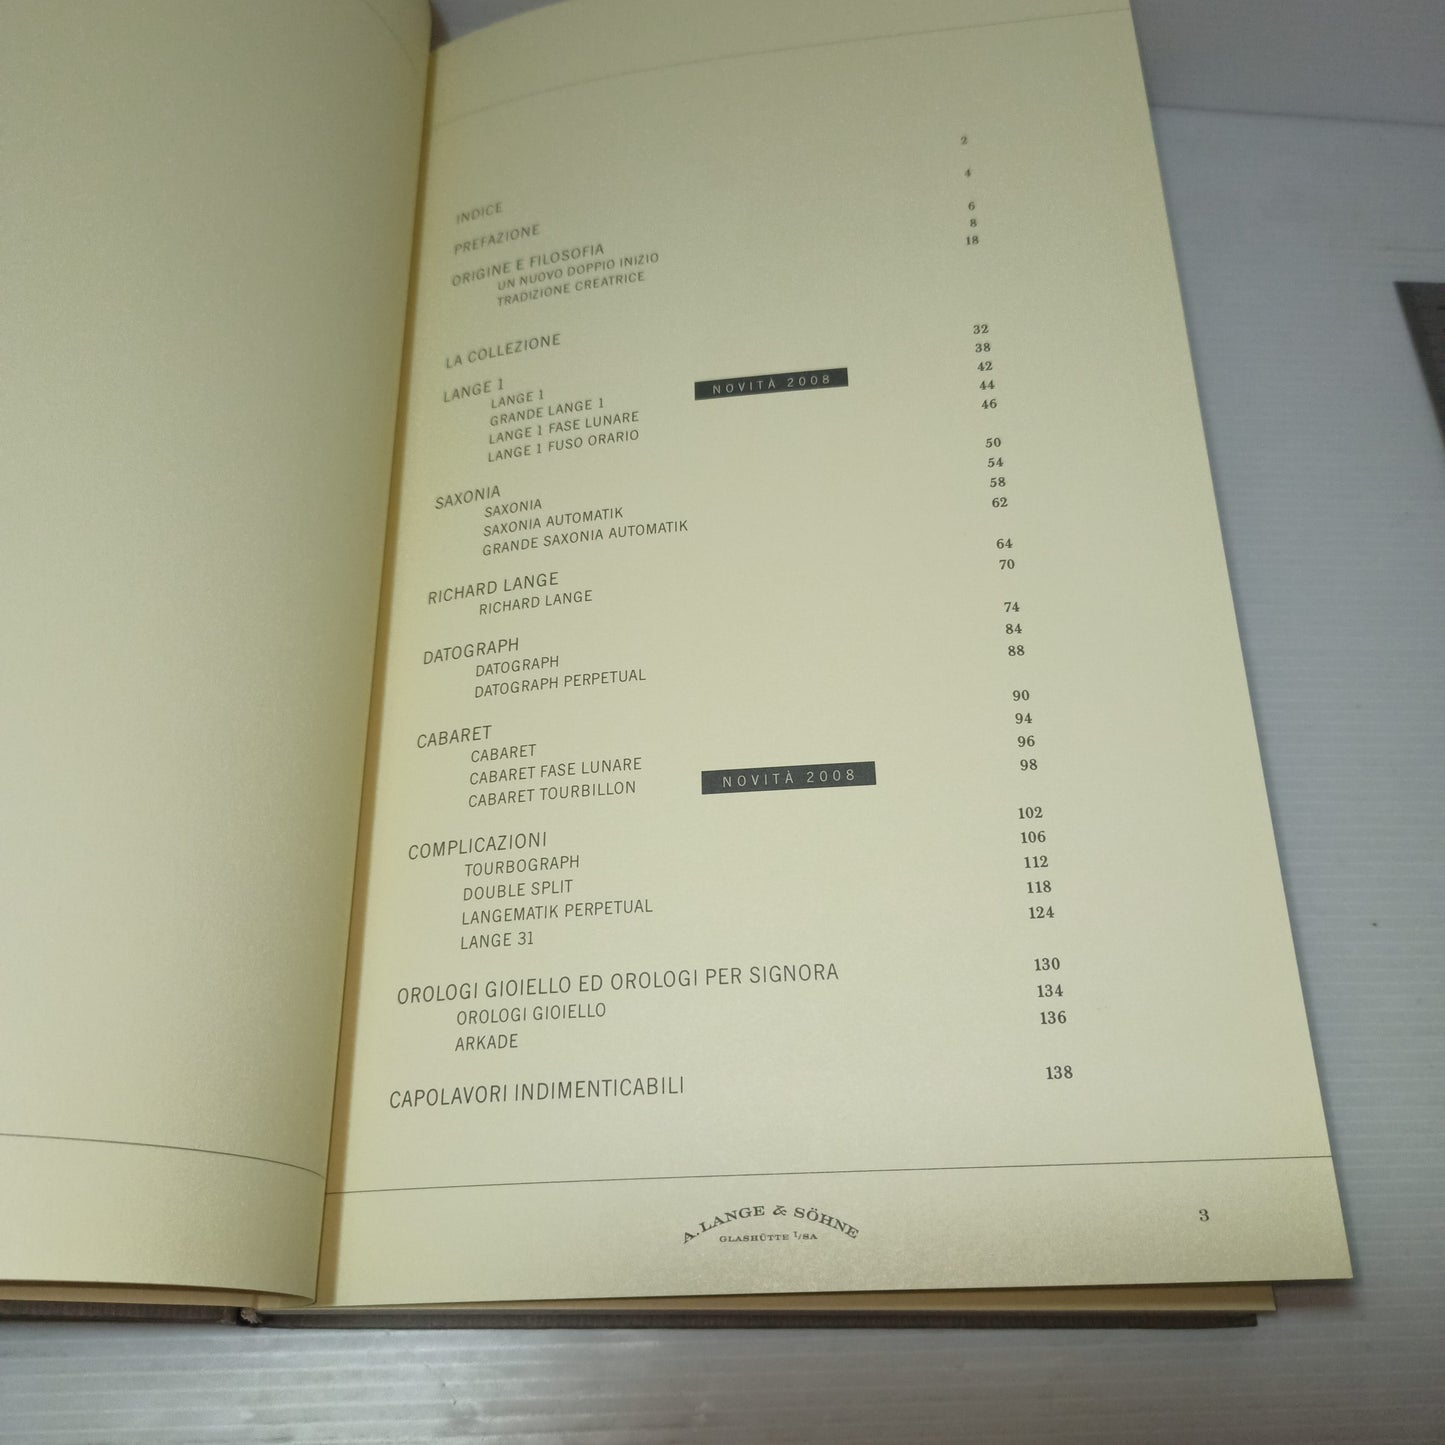 INDICE 2
PREFAZIONE 4
ORIGINE E FILOSOFIA 6
UN NUOVO DOPPIO INIZIO 8
TRADIZIONE CREATRICE 18
LA COLLEZIONE
LANGE 1 32
LANGE 1 38
GRANDE LANGE 1 NOVITÀ 2008 42
LANGE 1 FASE LUNARE 44
LANGE 1 FUSO ORARIO 46
SAXONIA 50
SAXONIA 54
SAXONIA AUTOMATIK 58
GRANDE SAXONIA AUTOMATIK 62
RICHARD LANGE 64
RICHARD LANGE 70
DATOGRAPH 74
DATOGRAPH 84
DATOGRAPH PERPETUAL 88
CABARET 90
CABARET 94
CABARET FASE LUNARE 96
CABARET TOURBILLON NOVITÀ 2008 98
COMPLICAZIONI 102
TOURBOGRAPH 106
DOUBLE SPLIT 112
LANGEMATIK PERPETUAL 118
LANGE 31 124
OROLOGI GIOIELLO ED OROLOGI PER SIGNORA 130
OROLOGI GIOIELLO 134
ARKADE 136
CAPOLAVORI INDIMENTICABILI 138
A. LANGE & SÖHNE
GLASHÜTTE I/SA
3